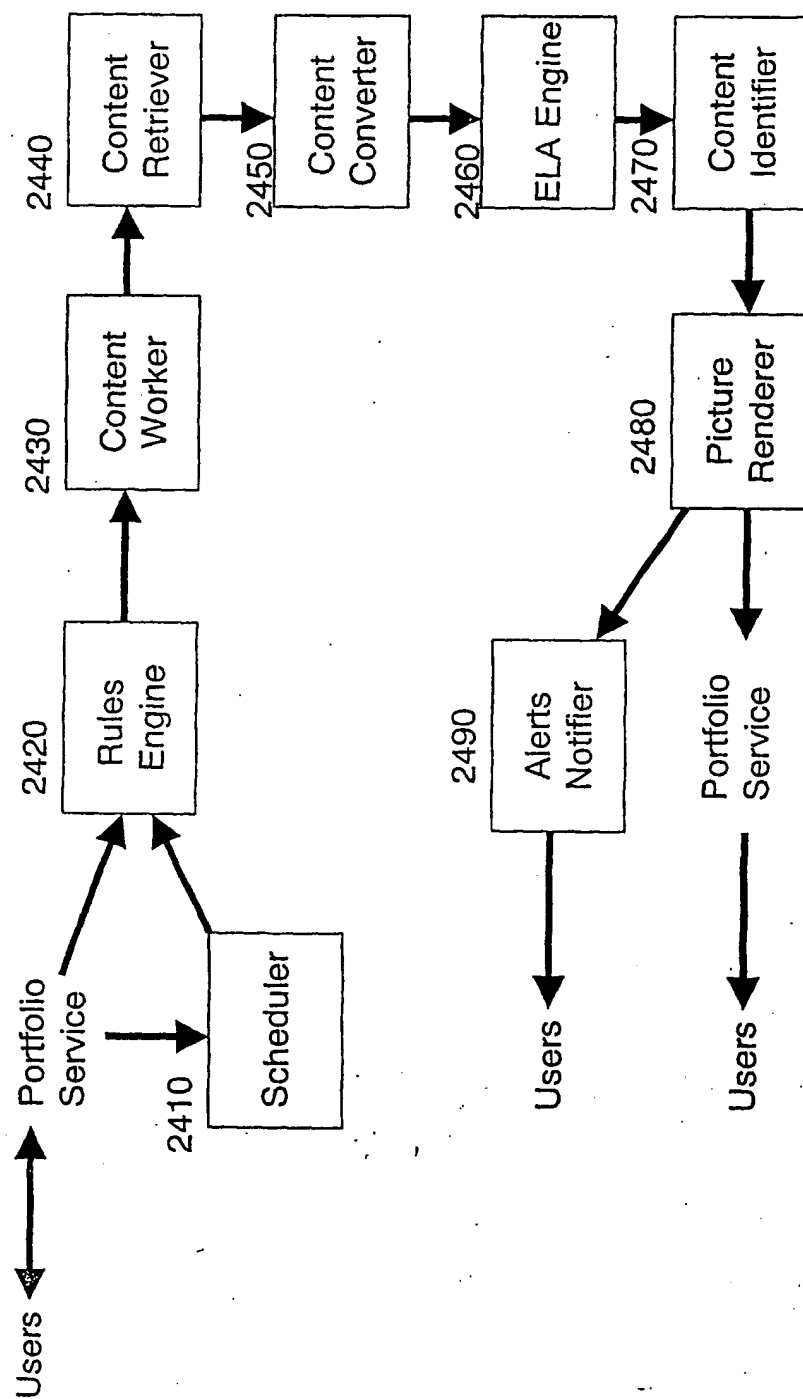 Users
Portfolio
Service
2410
Scheduler
2420
Rules
Engine
2430
Content
Worker
2440
Content
Retriever
2450
Content
Converter
2460
ELA Engine
2470
Content
Identifier
2480
Picture
Renderer
2490
Alerts
Notifier
Users
Portfolio
Service
Users